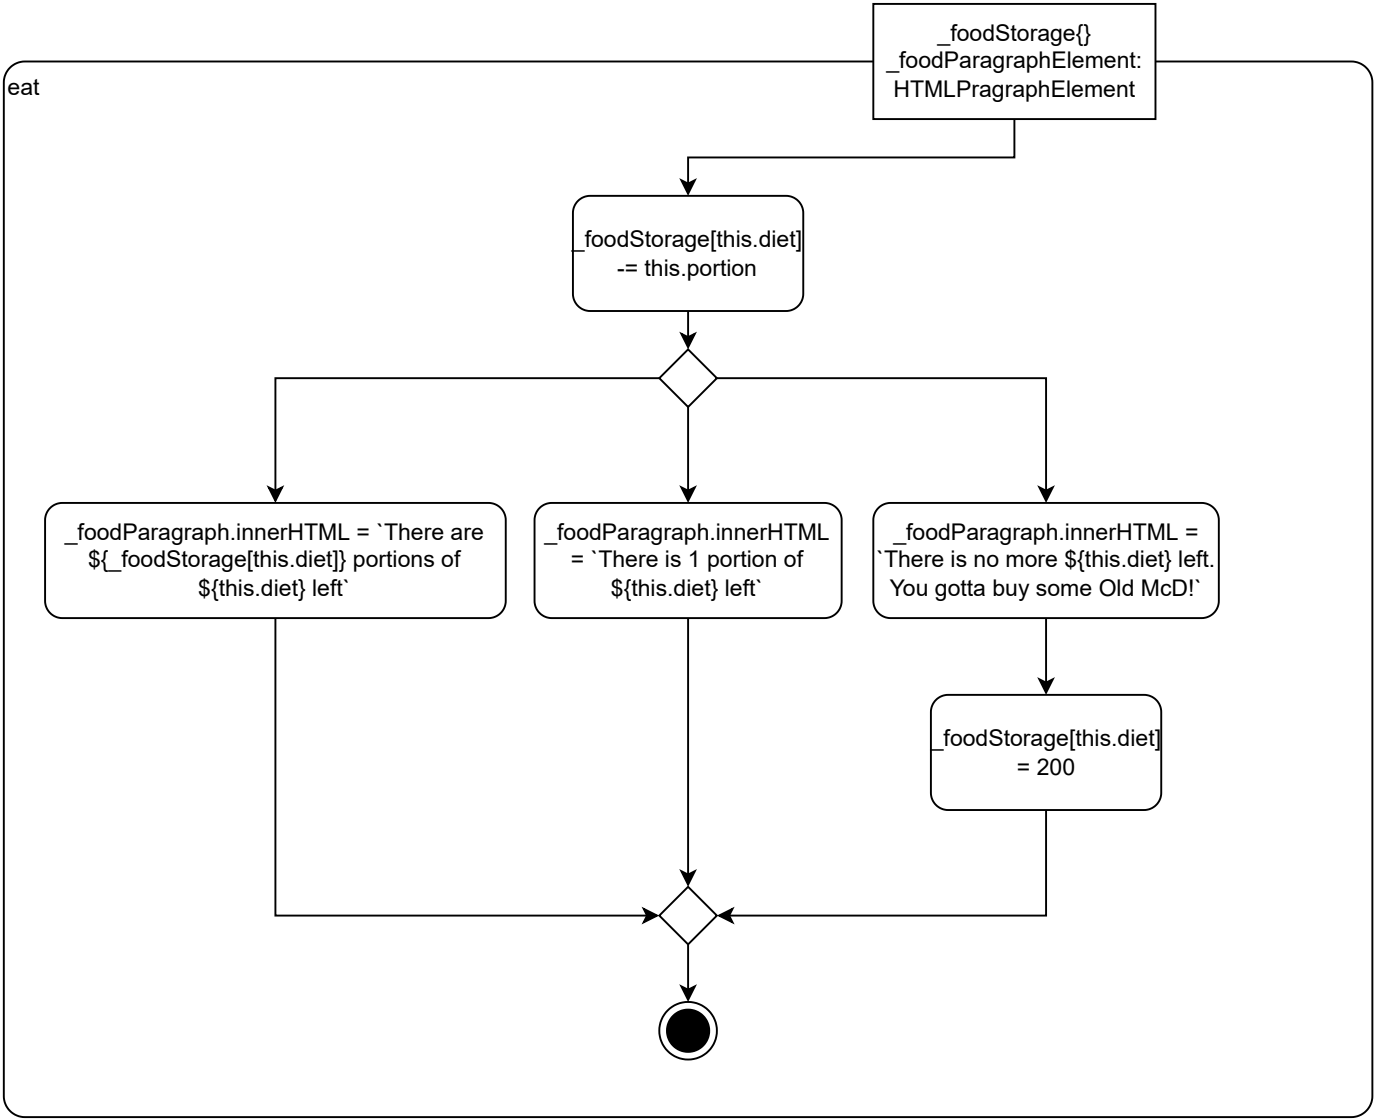 _foodStorage{}
_foodParagraphElement:
HTMLPragraphElement
eat
_foodStorage[this.diet]
-= this.portion
_foodParagraph.innerHTML = `There are
${_foodStorage[this.diet]} portions of
${this.diet} left`
_foodParagraph.innerHTML
= `There is 1 portion of
${this.diet} left`
_foodParagraph.innerHTML =
`There is no more ${this.diet} left.
You gotta buy some Old McD!`
_foodStorage[this.diet]
= 200